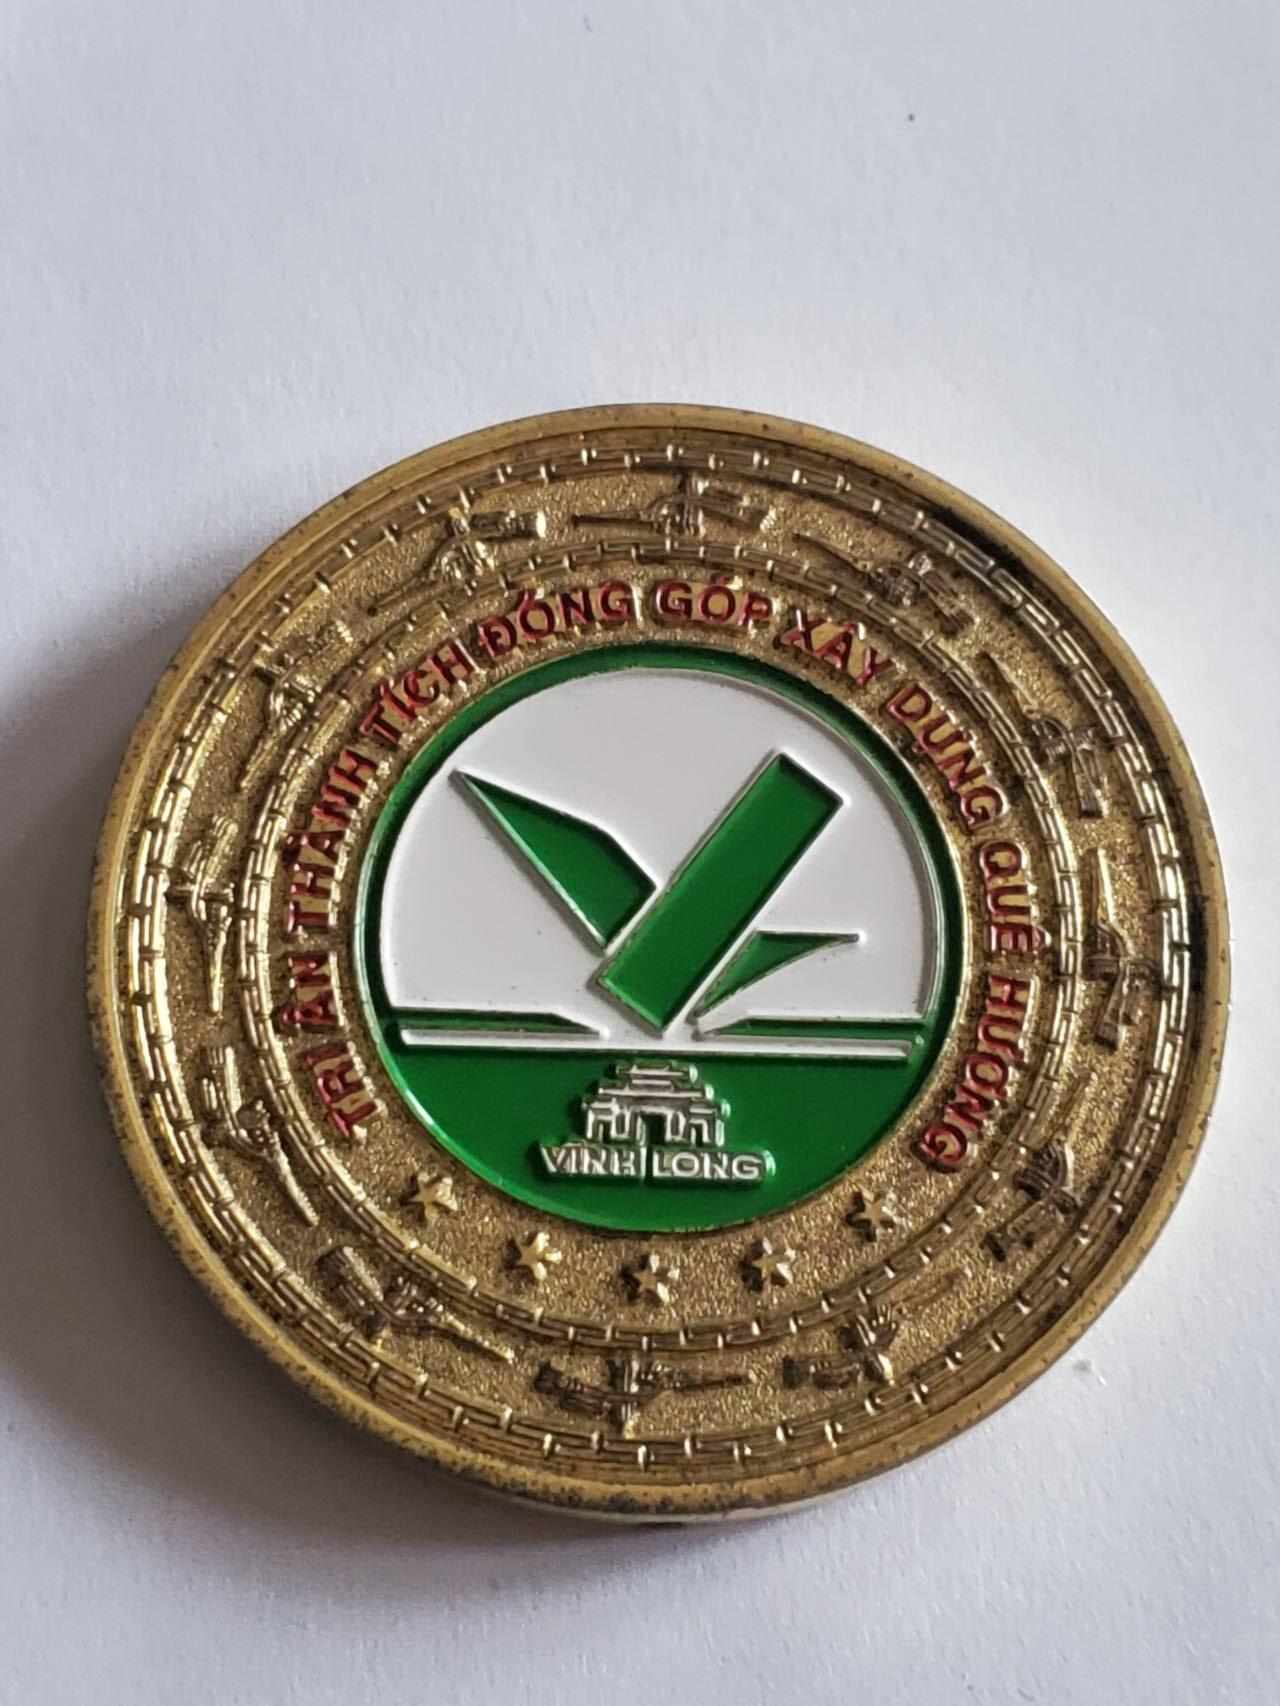 TRI ÂN THÀNH TÍCH ĐÓNG GÓP XÂY DỰNG QUÊ HƯƠNG
VĨNH LONG